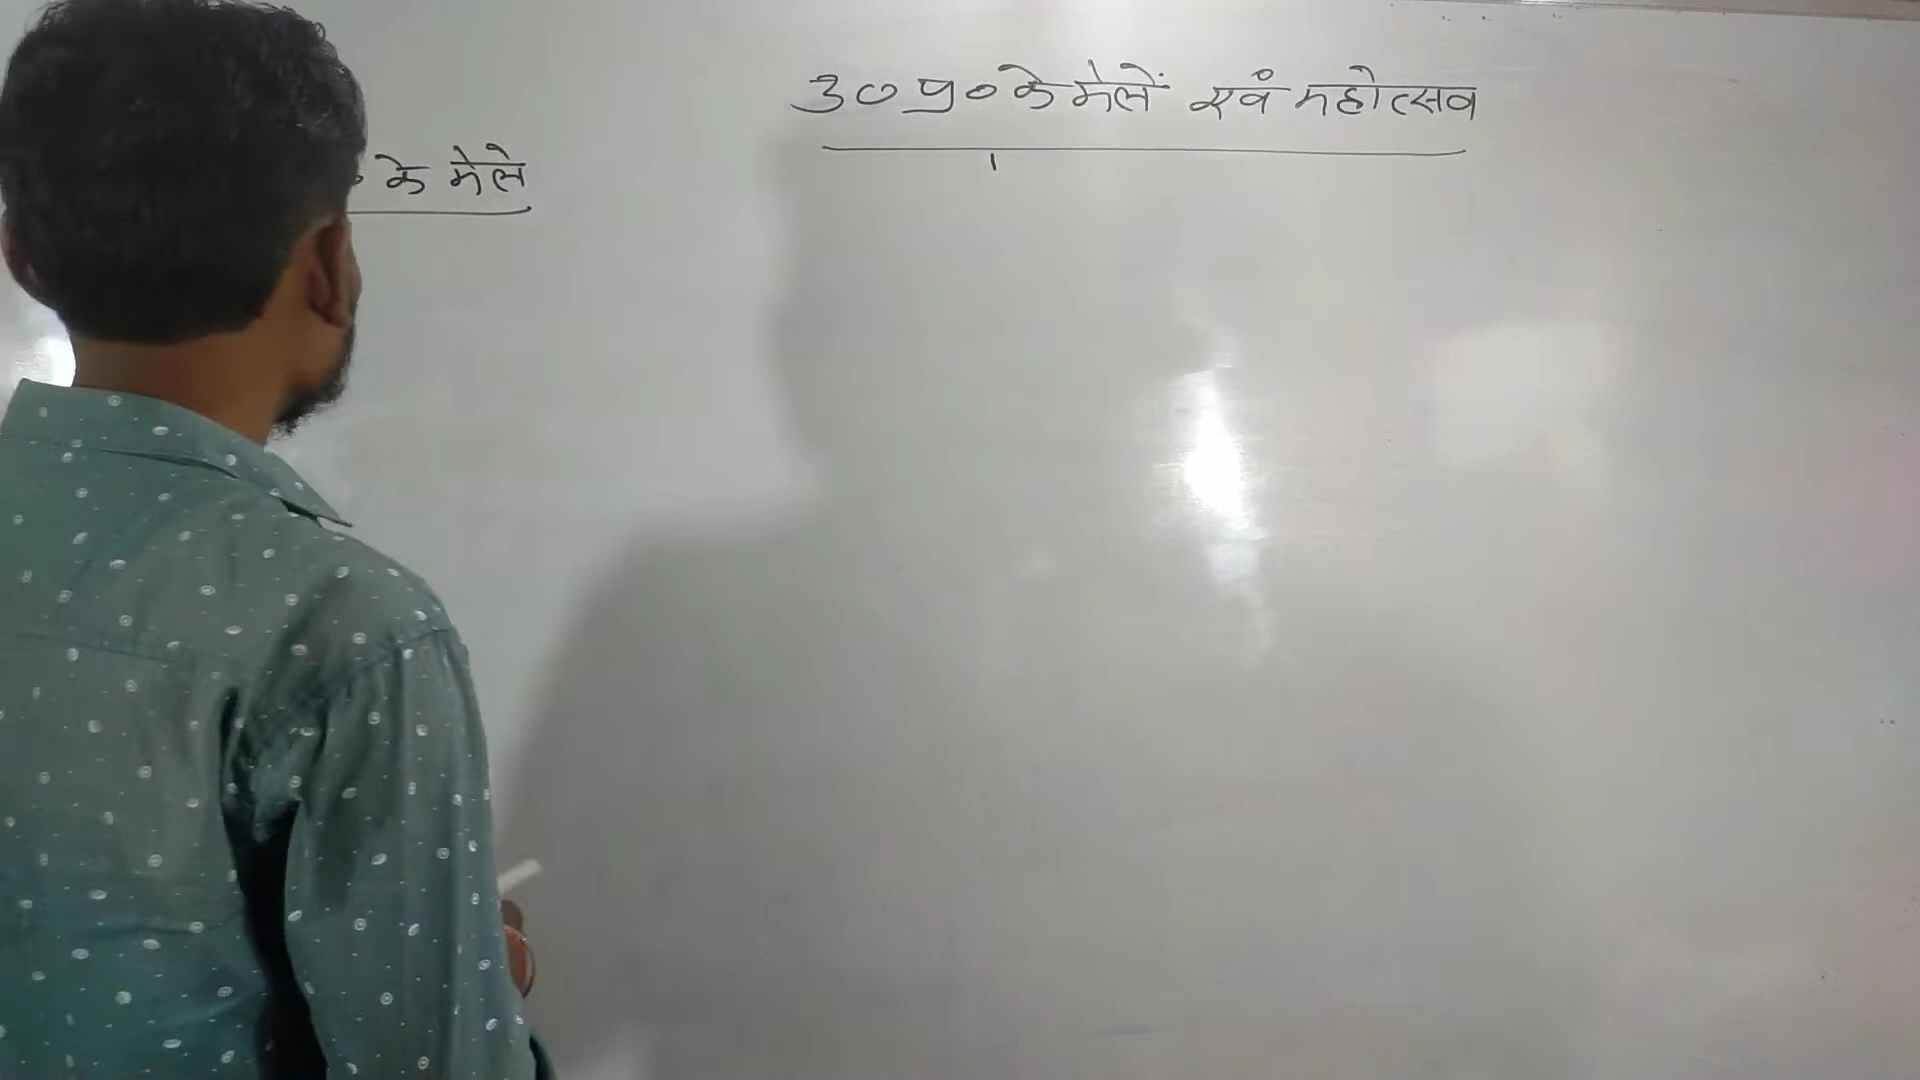 उ० प्र० के मेलें एवं महोत्सव
के मेले